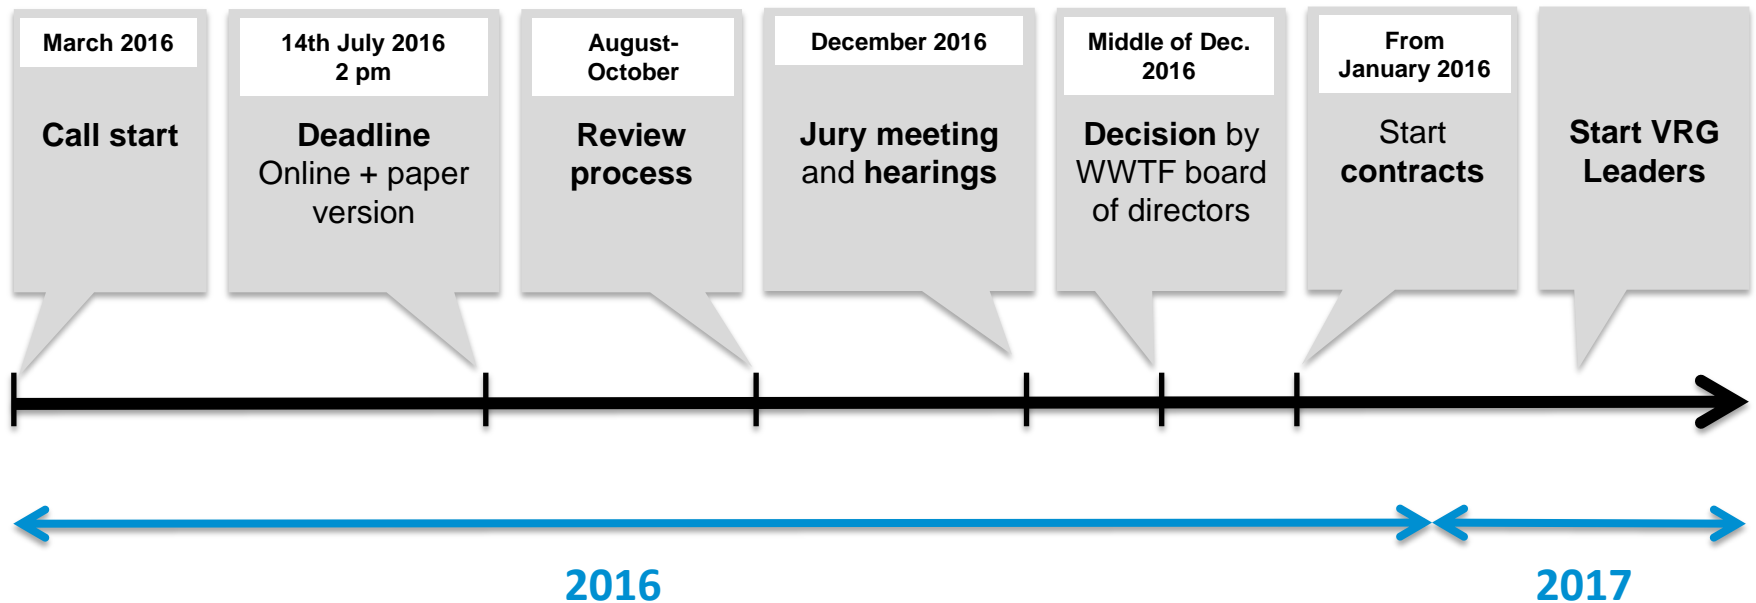 March 2016
Call start
14th July 2016
2 pm
Deadline
Online + paper
version
August-
October
Review
process
December 2016
Jury meeting
and hearings
Middle of Dec.
2016
Decision by
WWTF board
of directors
From
January 2016
Start
contracts
Start VRG
Leaders
2016
2017